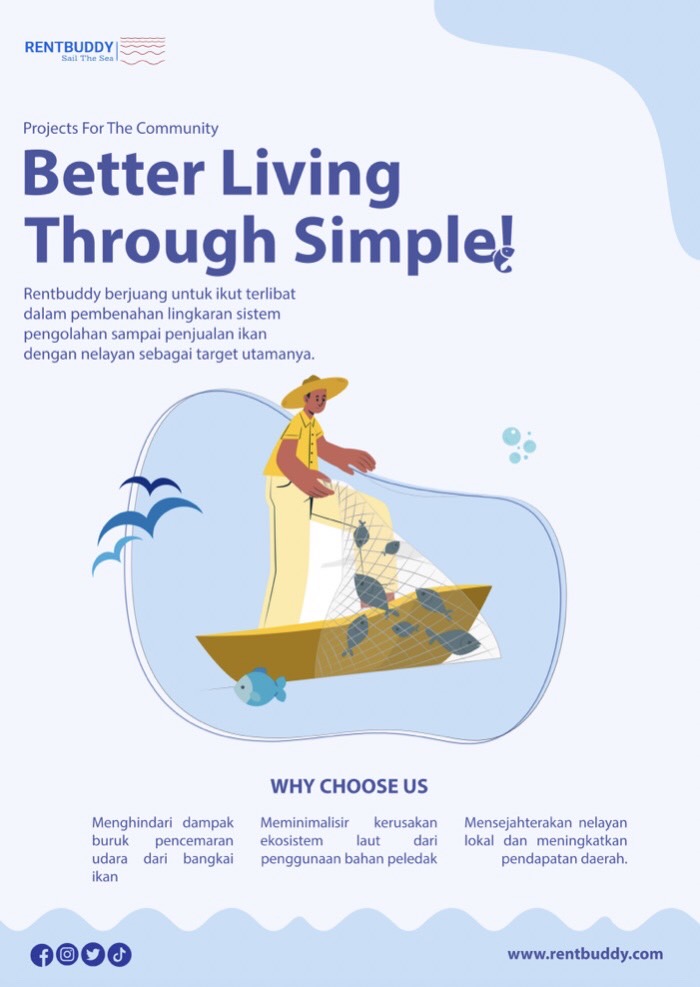 RENTBUDDY
Sail The Sea
Projects For The Community
Better Living
Through Simple!
Rentbuddy berjuang untuk ikut terlibat
dalam pembenahan lingkaran sistem
pengolahan sampai penjualan ikan
dengan nelayan sebagai target utamanya.
WHY CHOOSE US
Menghindari dampak
buruk pencemaran
udara dari bangkai
ikan
Meminimalisir kerusakan
ekosistem laut dari
penggunaan bahan peledak
Mensejahterakan nelayan
lokal dan meningkatkan
pendapatan daerah.
www.rentbuddy.com